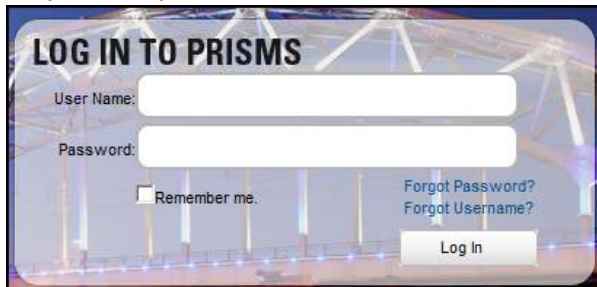 LOG IN TO PRISMS
User Name:
Password:
Remember me.
Forgot Password?
Forgot Username?
Log In